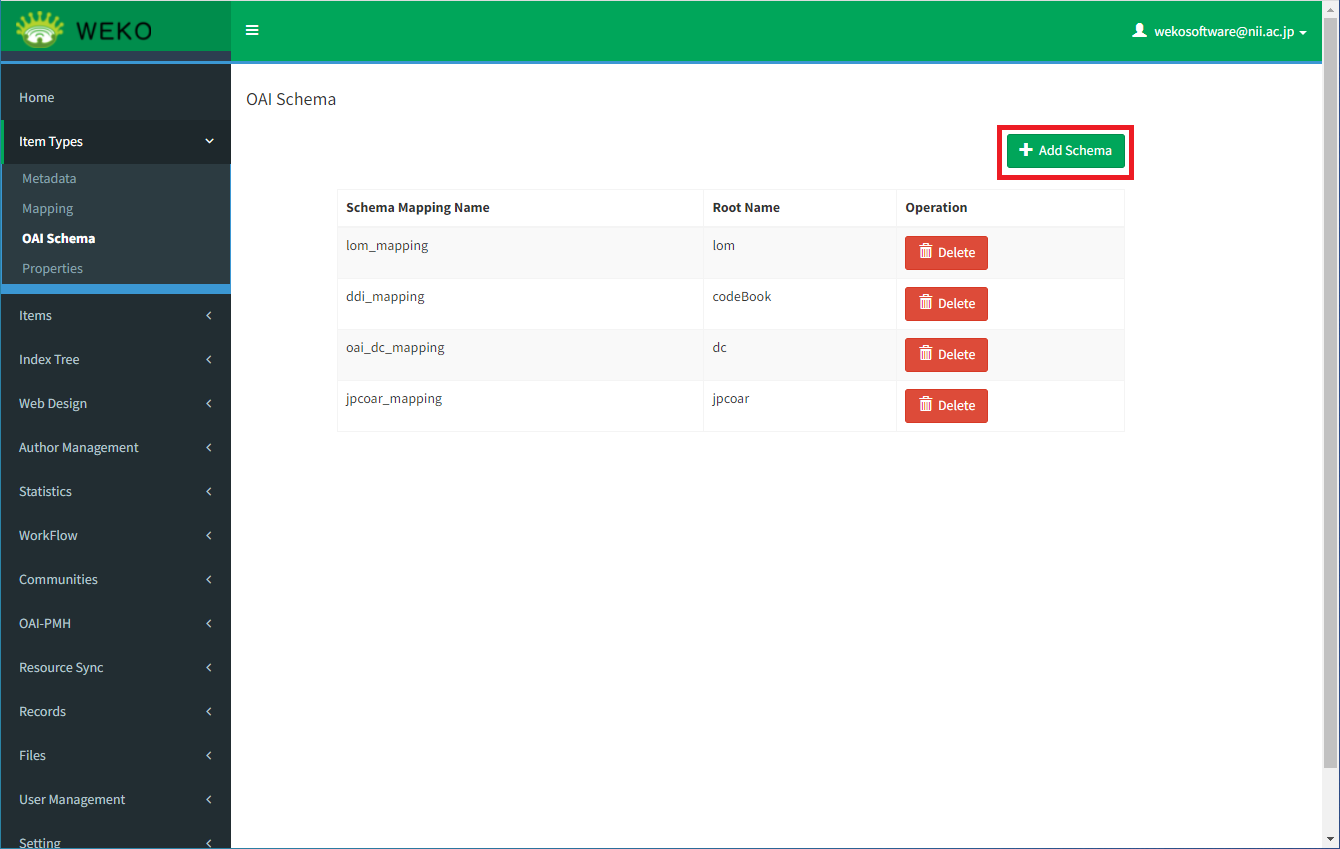 WEKO
wekosoftware@nii.ac.jp
Home
Item Types
Metadata
Mapping
OAI Schema
Properties
Items
Index Tree
Web Design
Author Management
Statistics
WorkFlow
Communities
OAI-PMH
Resource Sync
Records
Files
User Management
Setting
OAI Schema
Add Schema
Schema Mapping Name Root Name Operation
lom_mapping lom Delete
ddi_mapping codeBook Delete
oai_dc_mapping dc Delete
jpcoar_mapping jpcoar Delete